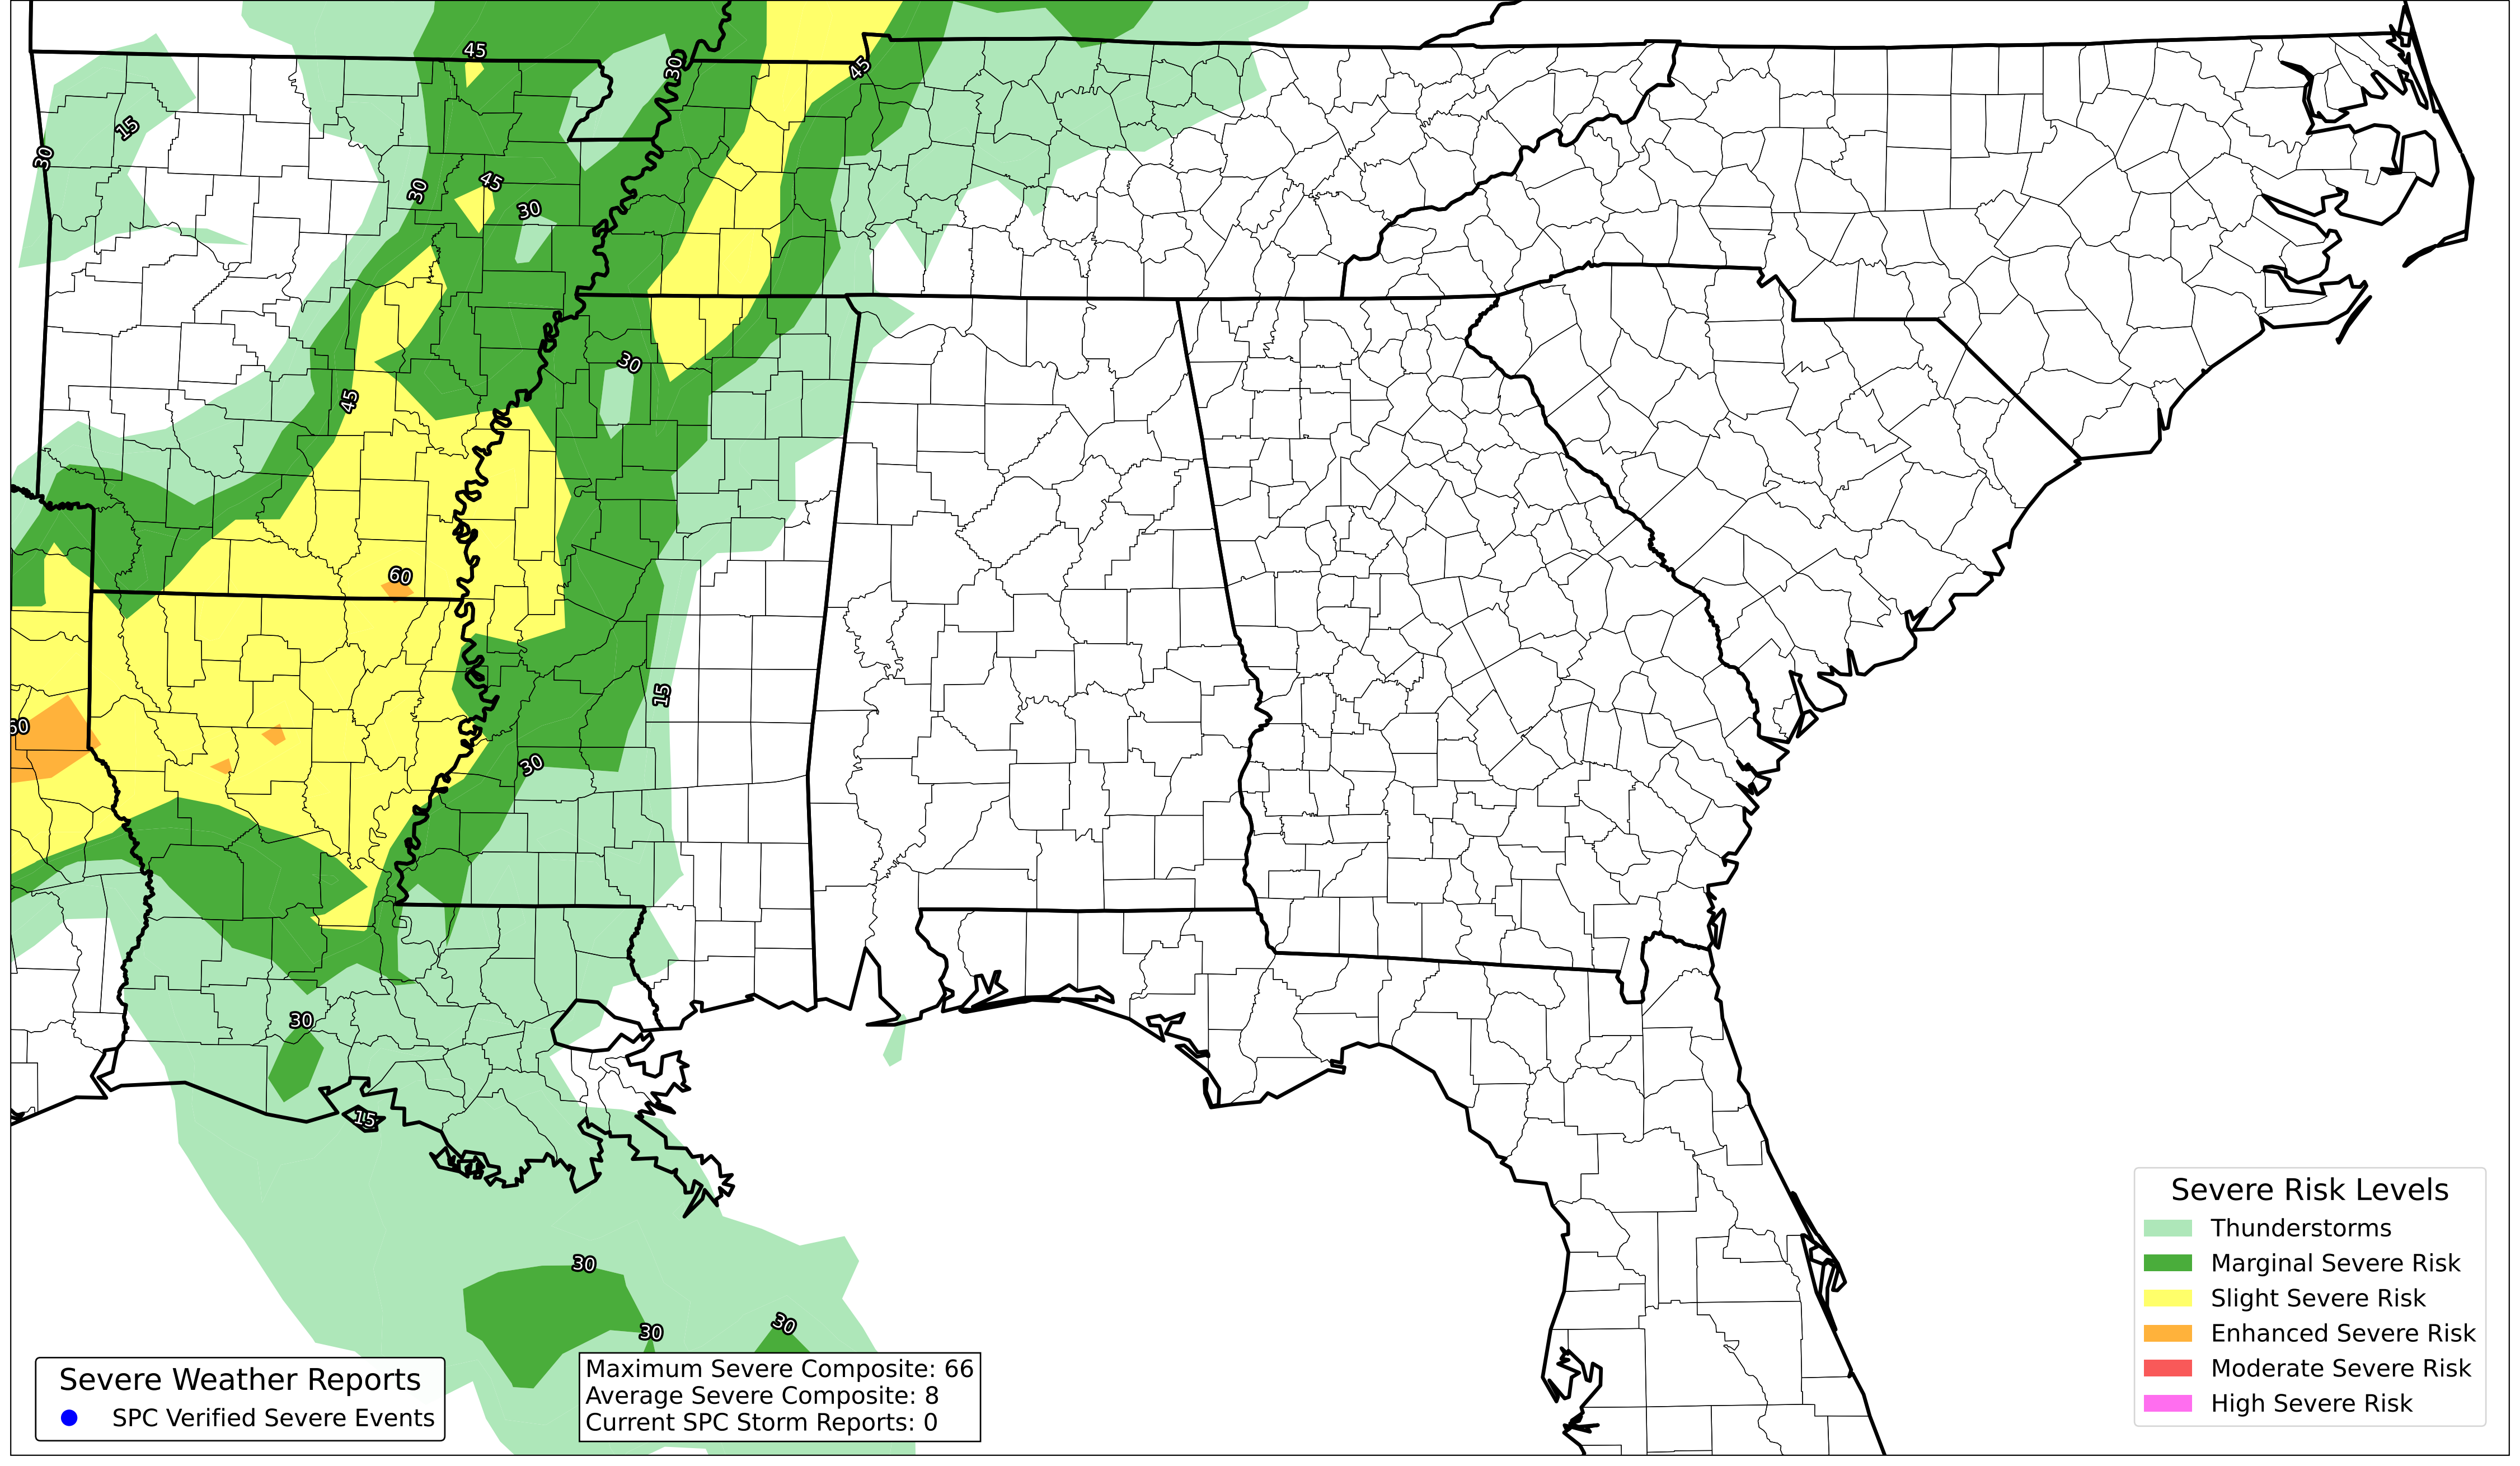 45
30
45
15
30
30
45
30
30
45
60
15
60
30
30
15
30
30
30
Severe Risk Levels
Thunderstorms
Marginal Severe Risk
Slight Severe Risk
Enhanced Severe Risk
Moderate Severe Risk
High Severe Risk
Severe Weather Reports
SPC Verified Severe Events
Maximum Severe Composite: 66
Average Severe Composite: 8
Current SPC Storm Reports: 0